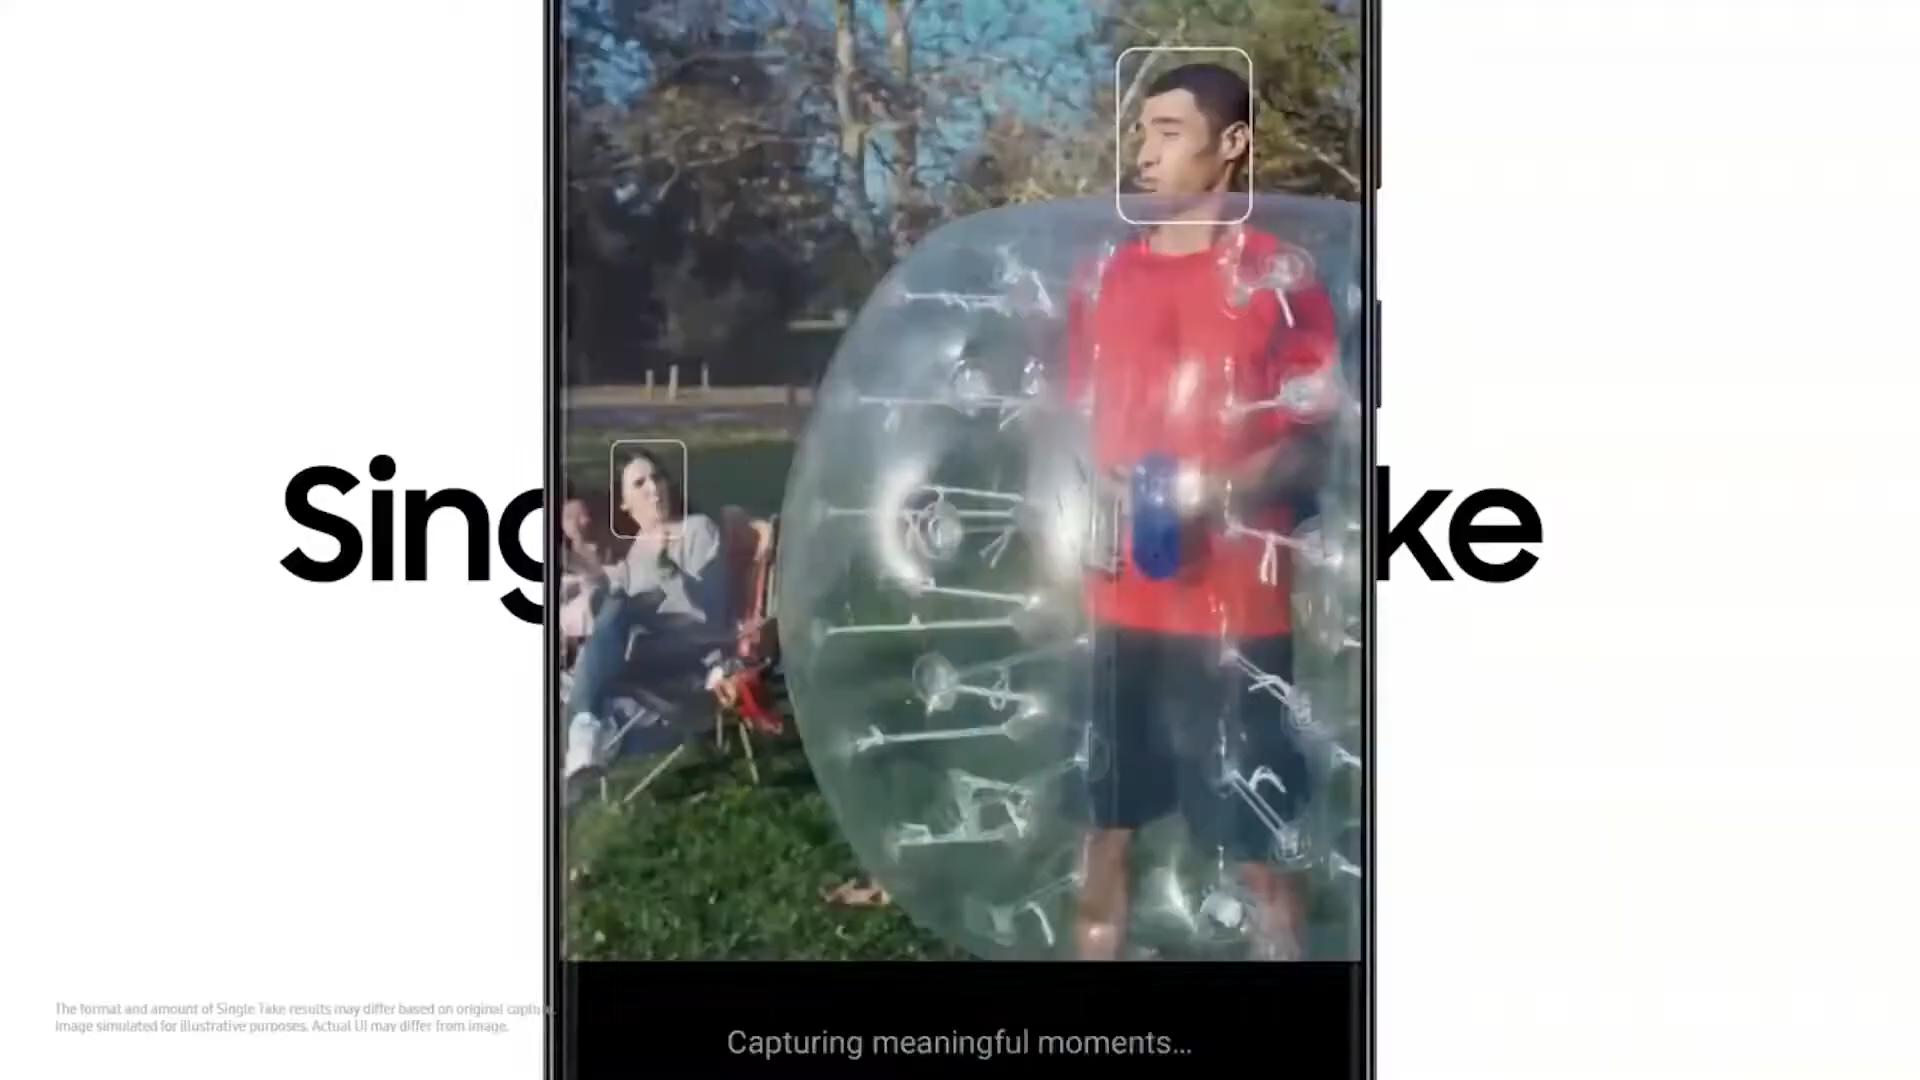 Sing ke
The format and amount of Single Take results may differ based on original captu
Image simulated for illustrative purposes. Actual UI may differ from image.
Capturing meaningful moments...